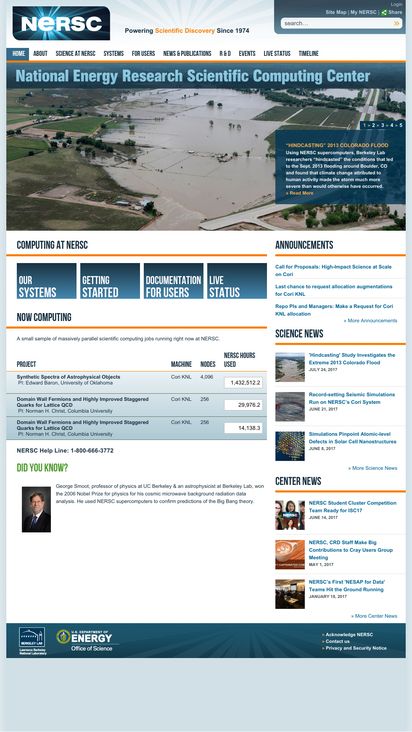 Login
NERSC
Powering Scientific Discovery Since 1974
Site Map | My NERSC | Share
search...
HOME ABOUT SCIENCE AT NERSC SYSTEMS FOR USERS NEWS & PUBLICATIONS R & D EVENTS LIVE STATUS TIMELINE
National Energy Research Scientific Computing Center
1 - 2 - 3 - 4 - 5
"HINDCASTING" 2013 COLORADO FLOOD
Using NERSC supercomputers, Berkeley Lab
researchers "hindcasted" the conditions that led
to the Sept. 2013 flooding around Boulder, CO
and found that climate change attributed to
human activity made the storm much more
severe than would otherwise have occurred.
» Read More
COMPUTING AT NERSC
OUR
SYSTEMS
GETTING
STARTED
DOCUMENTATION
FOR USERS
LIVE
STATUS
NOW COMPUTING
A small sample of massively parallel scientific computing jobs running right now at NERSC.
PROJECT MACHINE NODES NERSC HOURS
USED
Synthetic Spectra of Astrophysical Objects Cori KNL 4,096
PI: Edward Baron, University of Oklahoma
1,432,512.2
Domain Wall Fermions and Highly Improved Staggered Cori KNL 256
Quarks for Lattice QCD
PI: Norman H. Christ, Columbia University
29,976.2
Domain Wall Fermions and Highly Improved Staggered Cori KNL 256
Quarks for Lattice QCD
PI: Norman H. Christ, Columbia University
14,138.3
NERSC Help Line: 1-800-666-3772
DID YOU KNOW?
George Smoot, professor of physics at UC Berkeley & an astrophysicist at Berkeley Lab, won
the 2006 Nobel Prize for physics for his cosmic microwave background radiation data
analysis. He used NERSC supercomputers to confirm predictions of the Big Bang theory.
ANNOUNCEMENTS
Call for Proposals: High-Impact Science at Scale
on Cori
Last chance to request allocation augmentations
for Cori KNL
Repo PIs and Managers: Make a Request for Cori
KNL allocation
» More Announcements
SCIENCE NEWS
'Hindcasting' Study Investigates the
Extreme 2013 Colorado Flood
JULY 24, 2017
Record-setting Seismic Simulations
Run on NERSC's Cori System
JUNE 21, 2017
Simulations Pinpoint Atomic-level
Defects in Solar Cell Nanostructures
JUNE 6, 2017
» More Science News
CENTER NEWS
NERSC Student Cluster Competition
Team Ready for ISC17
JUNE 14, 2017
NERSC, CRD Staff Make Big
Contributions to Cray Users Group
Meeting
MAY 1, 2017
NERSC's First 'NESAP for Data'
Teams Hit the Ground Running
JANUARY 18, 2017
» More Center News
BERKELEY LAB
Lawrence Berkeley
National Laboratory
U.S. DEPARTMENT OF
ENERGY
Office of Science
» Acknowledge NERSC
» Contact us
» Privacy and Security Notice